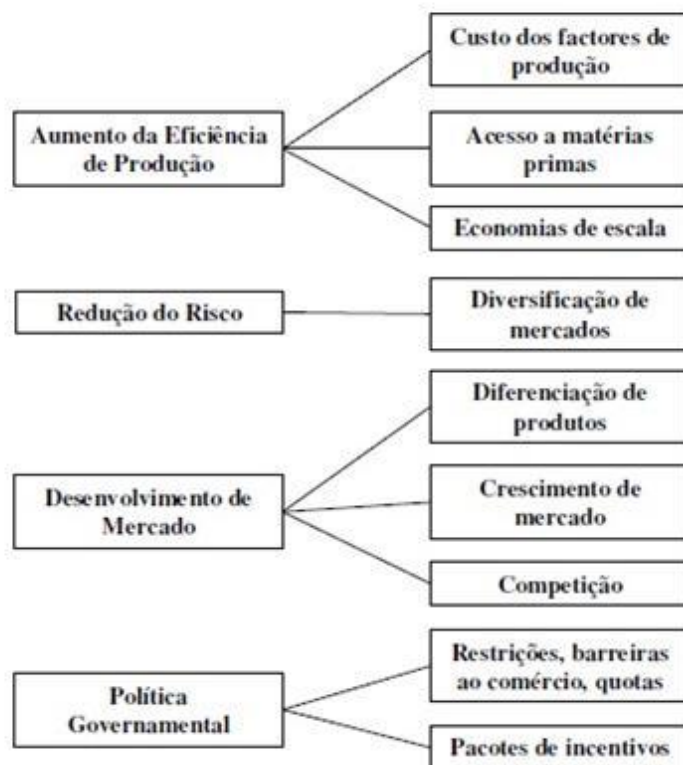 Custo dos factores de
produção
Aumento da Eficiência
de Produção
Acesso a matérias
primas
Economias de escala
Redução do Risco
Diversificação de
mercados
Diferenciação de
produtos
Desenvolvimento de
Mercado
Crescimento de
mercado
Competição
Política
Governamental
Restrições, barreiras
ao comércio, quotas
Pacotes de incentivos